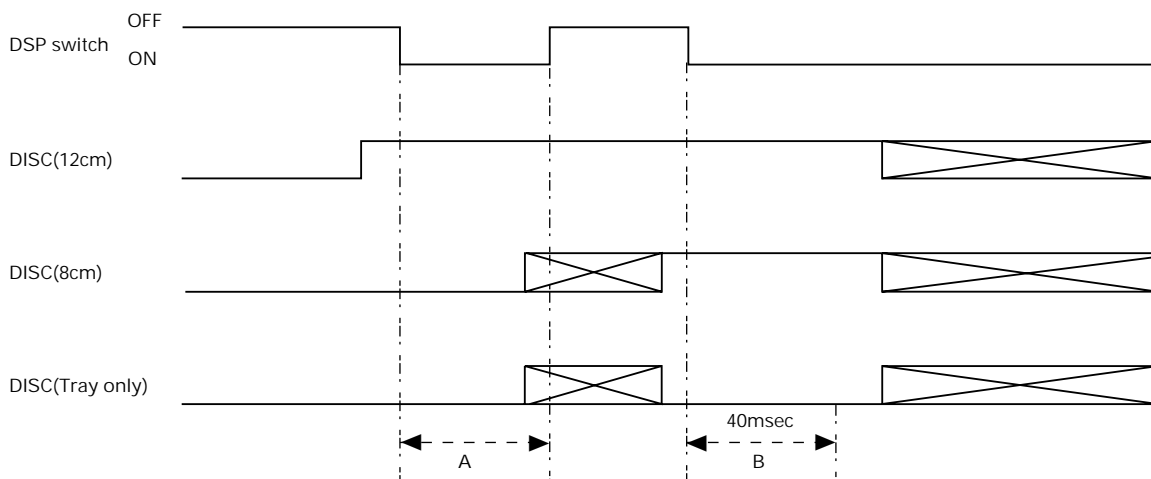 OFF
DSP switch
ON
DISC(12cm)
DISC(8cm)
DISC(Tray only)
40msec
A
B